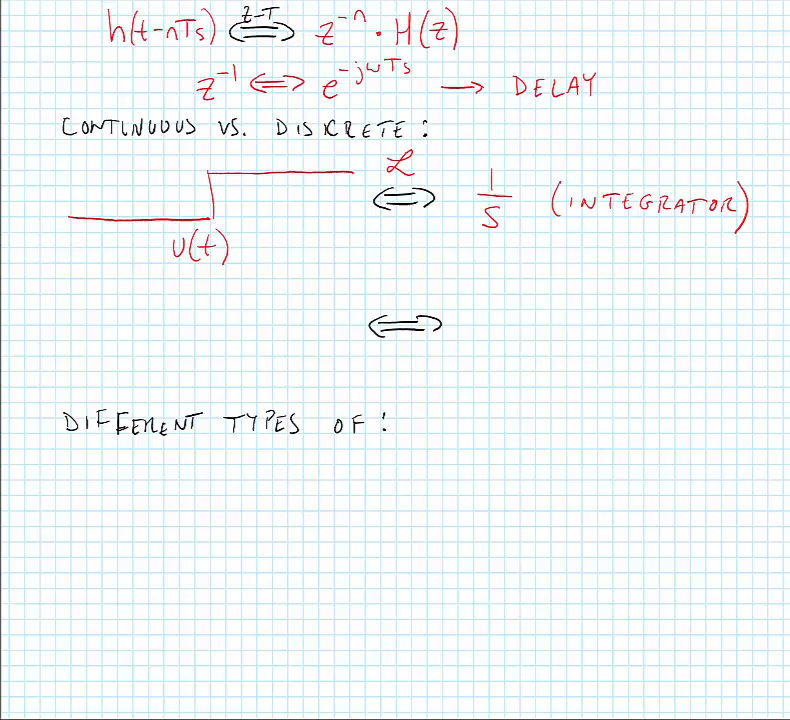 h(t-nTs) ⟺ z-T z⁻ⁿ · H(z)
z⁻¹ ⟺ e^-jωTs → DELAY
CONTINUOUS VS. DISCRETE:
ℒ
⟺ 1/S (INTEGRATOR)
U(t)
⟺
DIFFERENT TYPES OF: